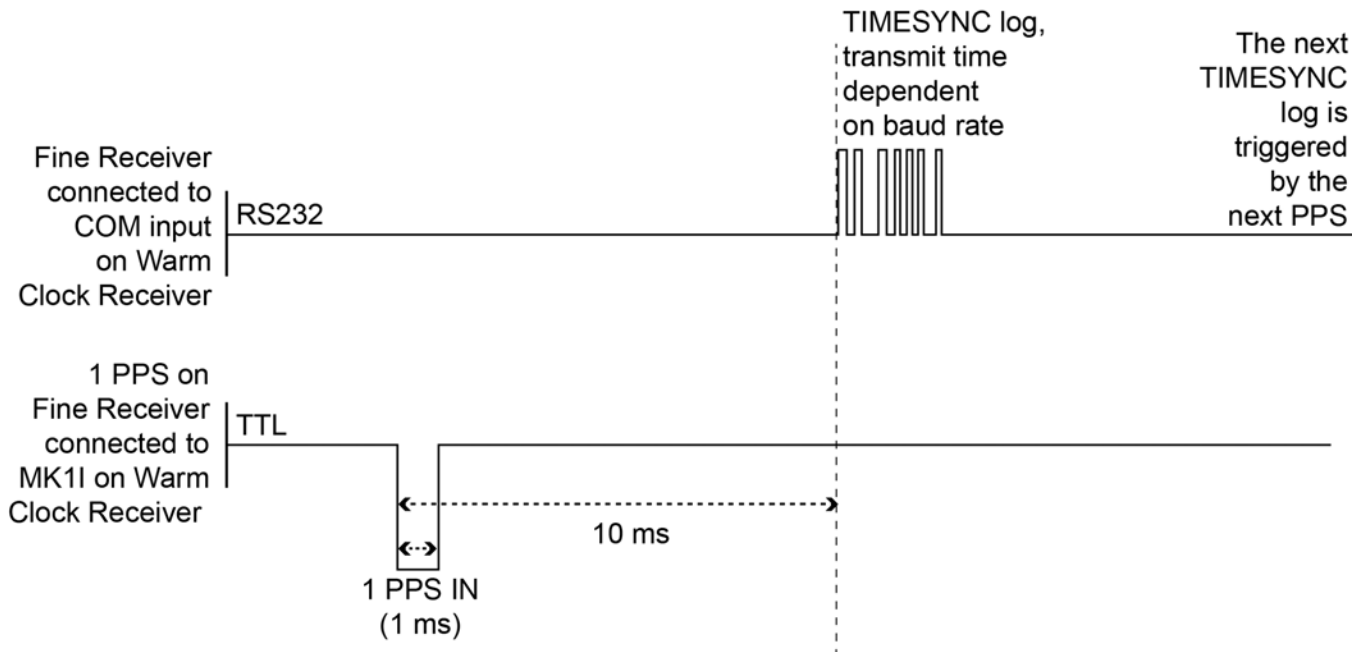 TIMESYNC log,
transmit time
dependent
on baud rate
The next
TIMESYNC
log is
triggered
by the
next PPS
Fine Receiver
connected to
COM input
on Warm
Clock Receiver
RS232
1 PPS on
Fine Receiver
connected to
MK1I on Warm
Clock Receiver
TTL
10 ms
1 PPS IN
(1 ms)